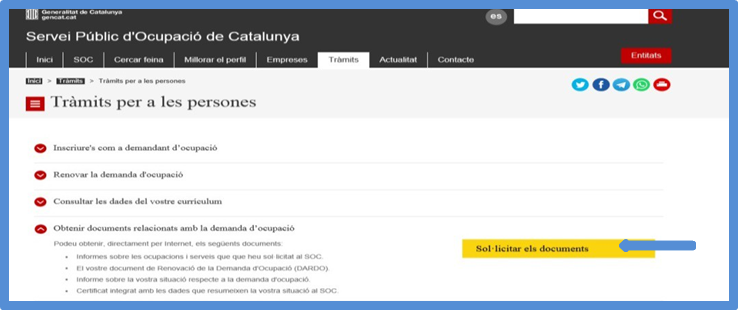 Generalitat de Catalunya
gencat.cat
es
Servei Públic d'Ocupació de Catalunya
Inici SOC Cercar feina Millorar el perfil Empreses Tràmits Actualitat Contacte Entitats
Inici > Tràmits > Tràmits per a les persones
Tràmits per a les persones
Inscriure's com a demandant d'ocupació
Renovar la demanda d'ocupació
Consultar les dades del vostre currículum
Obtenir documents relacionats amb la demanda d'ocupació
Podeu obtenir, directament per Internet, els següents documents:
Sol·licitar els documents
• Informes sobre les ocupacions i serveis que que heu sol·licitat al SOC.
• El vostre document de Renovació de la Demanda d'Ocupació (DARDO).
• Informe sobre la vostra situació respecte a la demanda d'ocupació.
• Certificat integrat amb les dades que resumeixen la vostra situació al SOC.